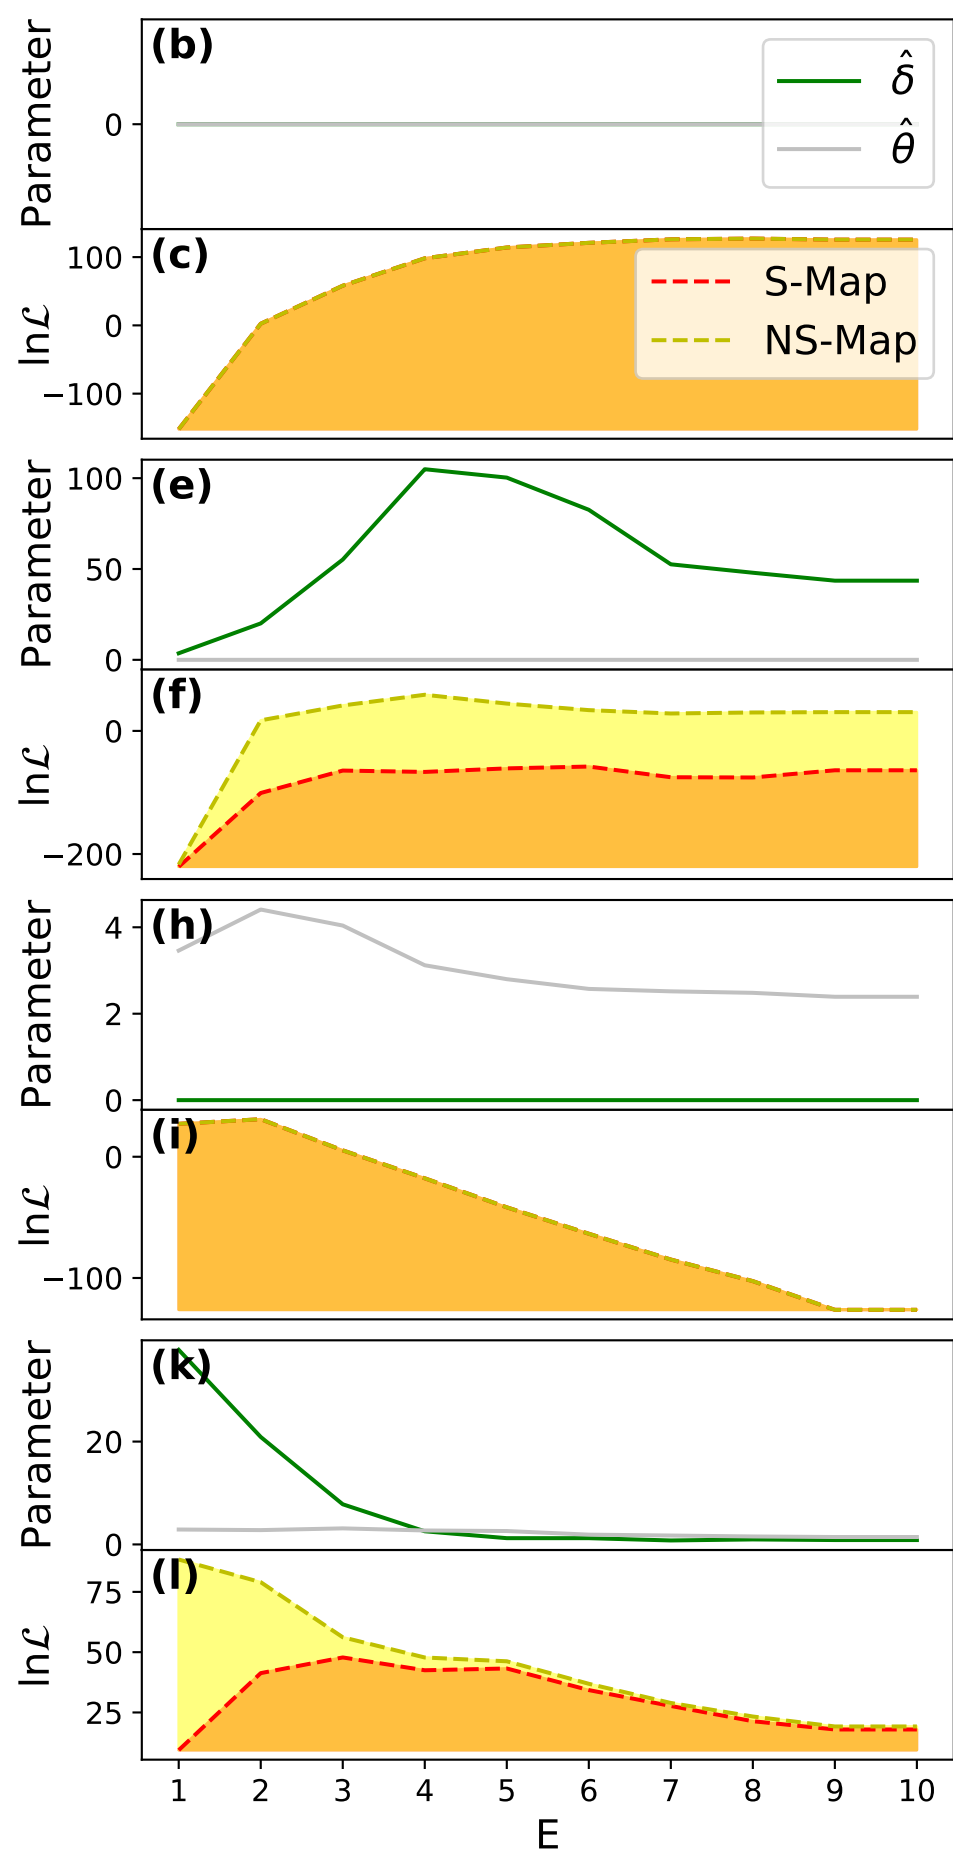 (b)
Parameter
0
δ̂
θ̂
(c)
lnℒ
100
0
−100
S-Map
NS-Map
(e)
Parameter
100
50
0
(f)
lnℒ
0
−200
(h)
Parameter
4
2
0
(i)
lnℒ
0
−100
(k)
Parameter
20
0
(l)
lnℒ
75
50
25
1 2 3 4 5 6 7 8 9 10
E